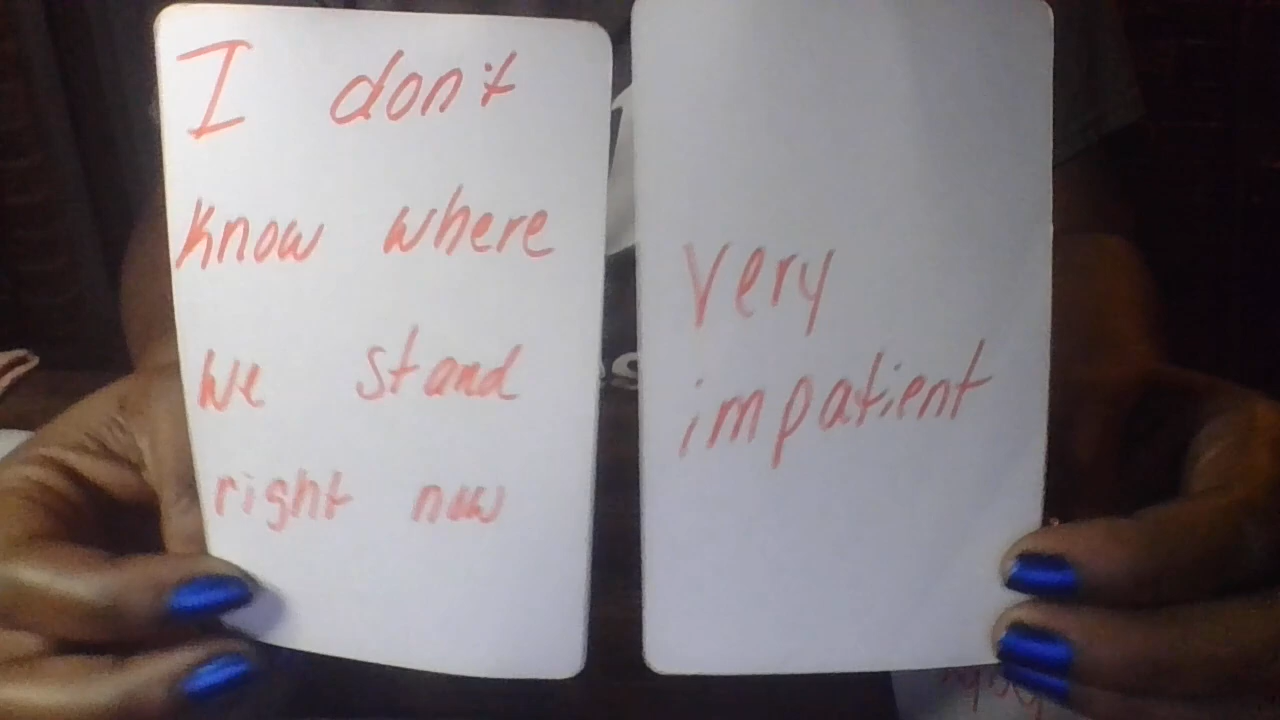 I don't
know where
we stand
right now
very
impatient